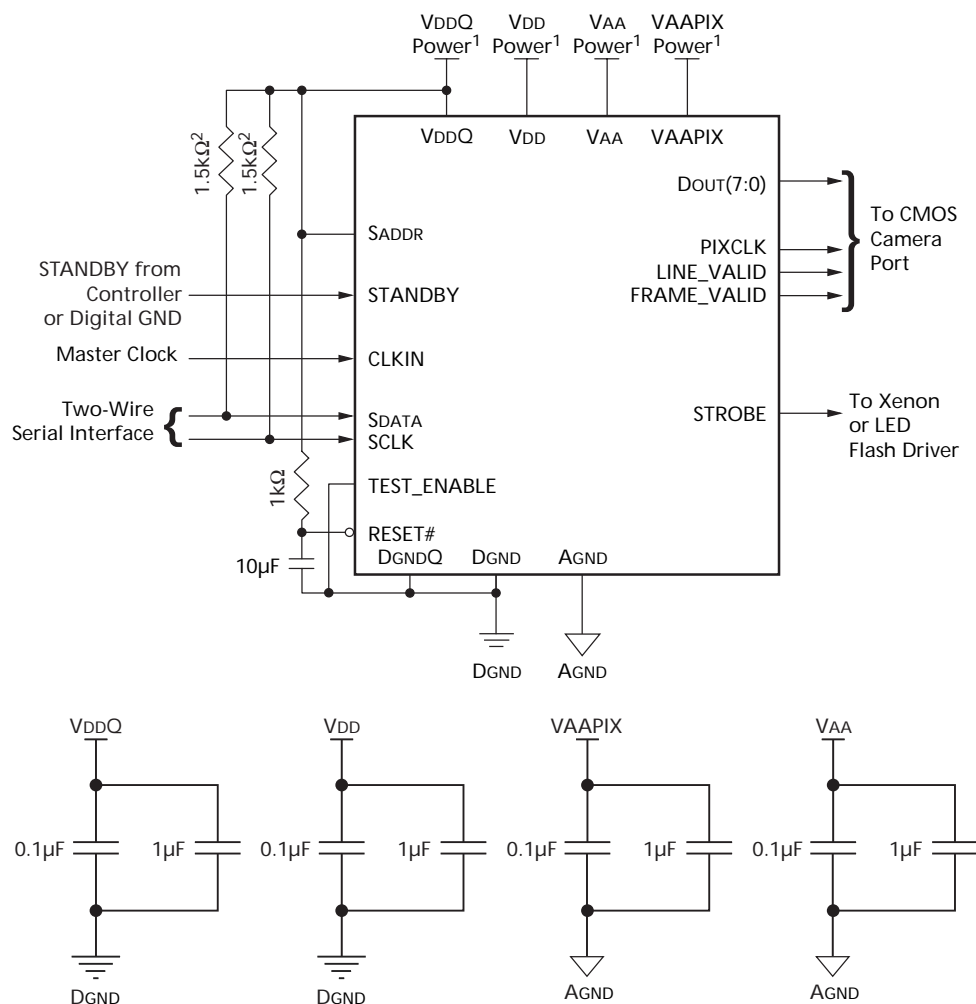 VDDQ
Power1
VDD
Power1
VAA
Power1
VAAPIX
Power1
VDDQ
VDD
VAA
VAAPIX
1.5kΩ2
1.5kΩ2
DOUT(7:0)
PIXCLK
LINE_VALID
FRAME_VALID
To CMOS
Camera
Port
SADDR
STANDBY from
Controller
or Digital GND
STANDBY
Master Clock
CLKIN
Two-Wire
Serial Interface
SDATA
SCLK
STROBE
To Xenon
or LED
Flash Driver
1kΩ
TEST_ENABLE
RESET#
10µF
DGNDQ
DGND
AGND
DGND
AGND
VDDQ
0.1µF
1µF
DGND
VDD
0.1µF
1µF
DGND
VAAPIX
0.1µF
1µF
AGND
VAA
0.1µF
1µF
AGND